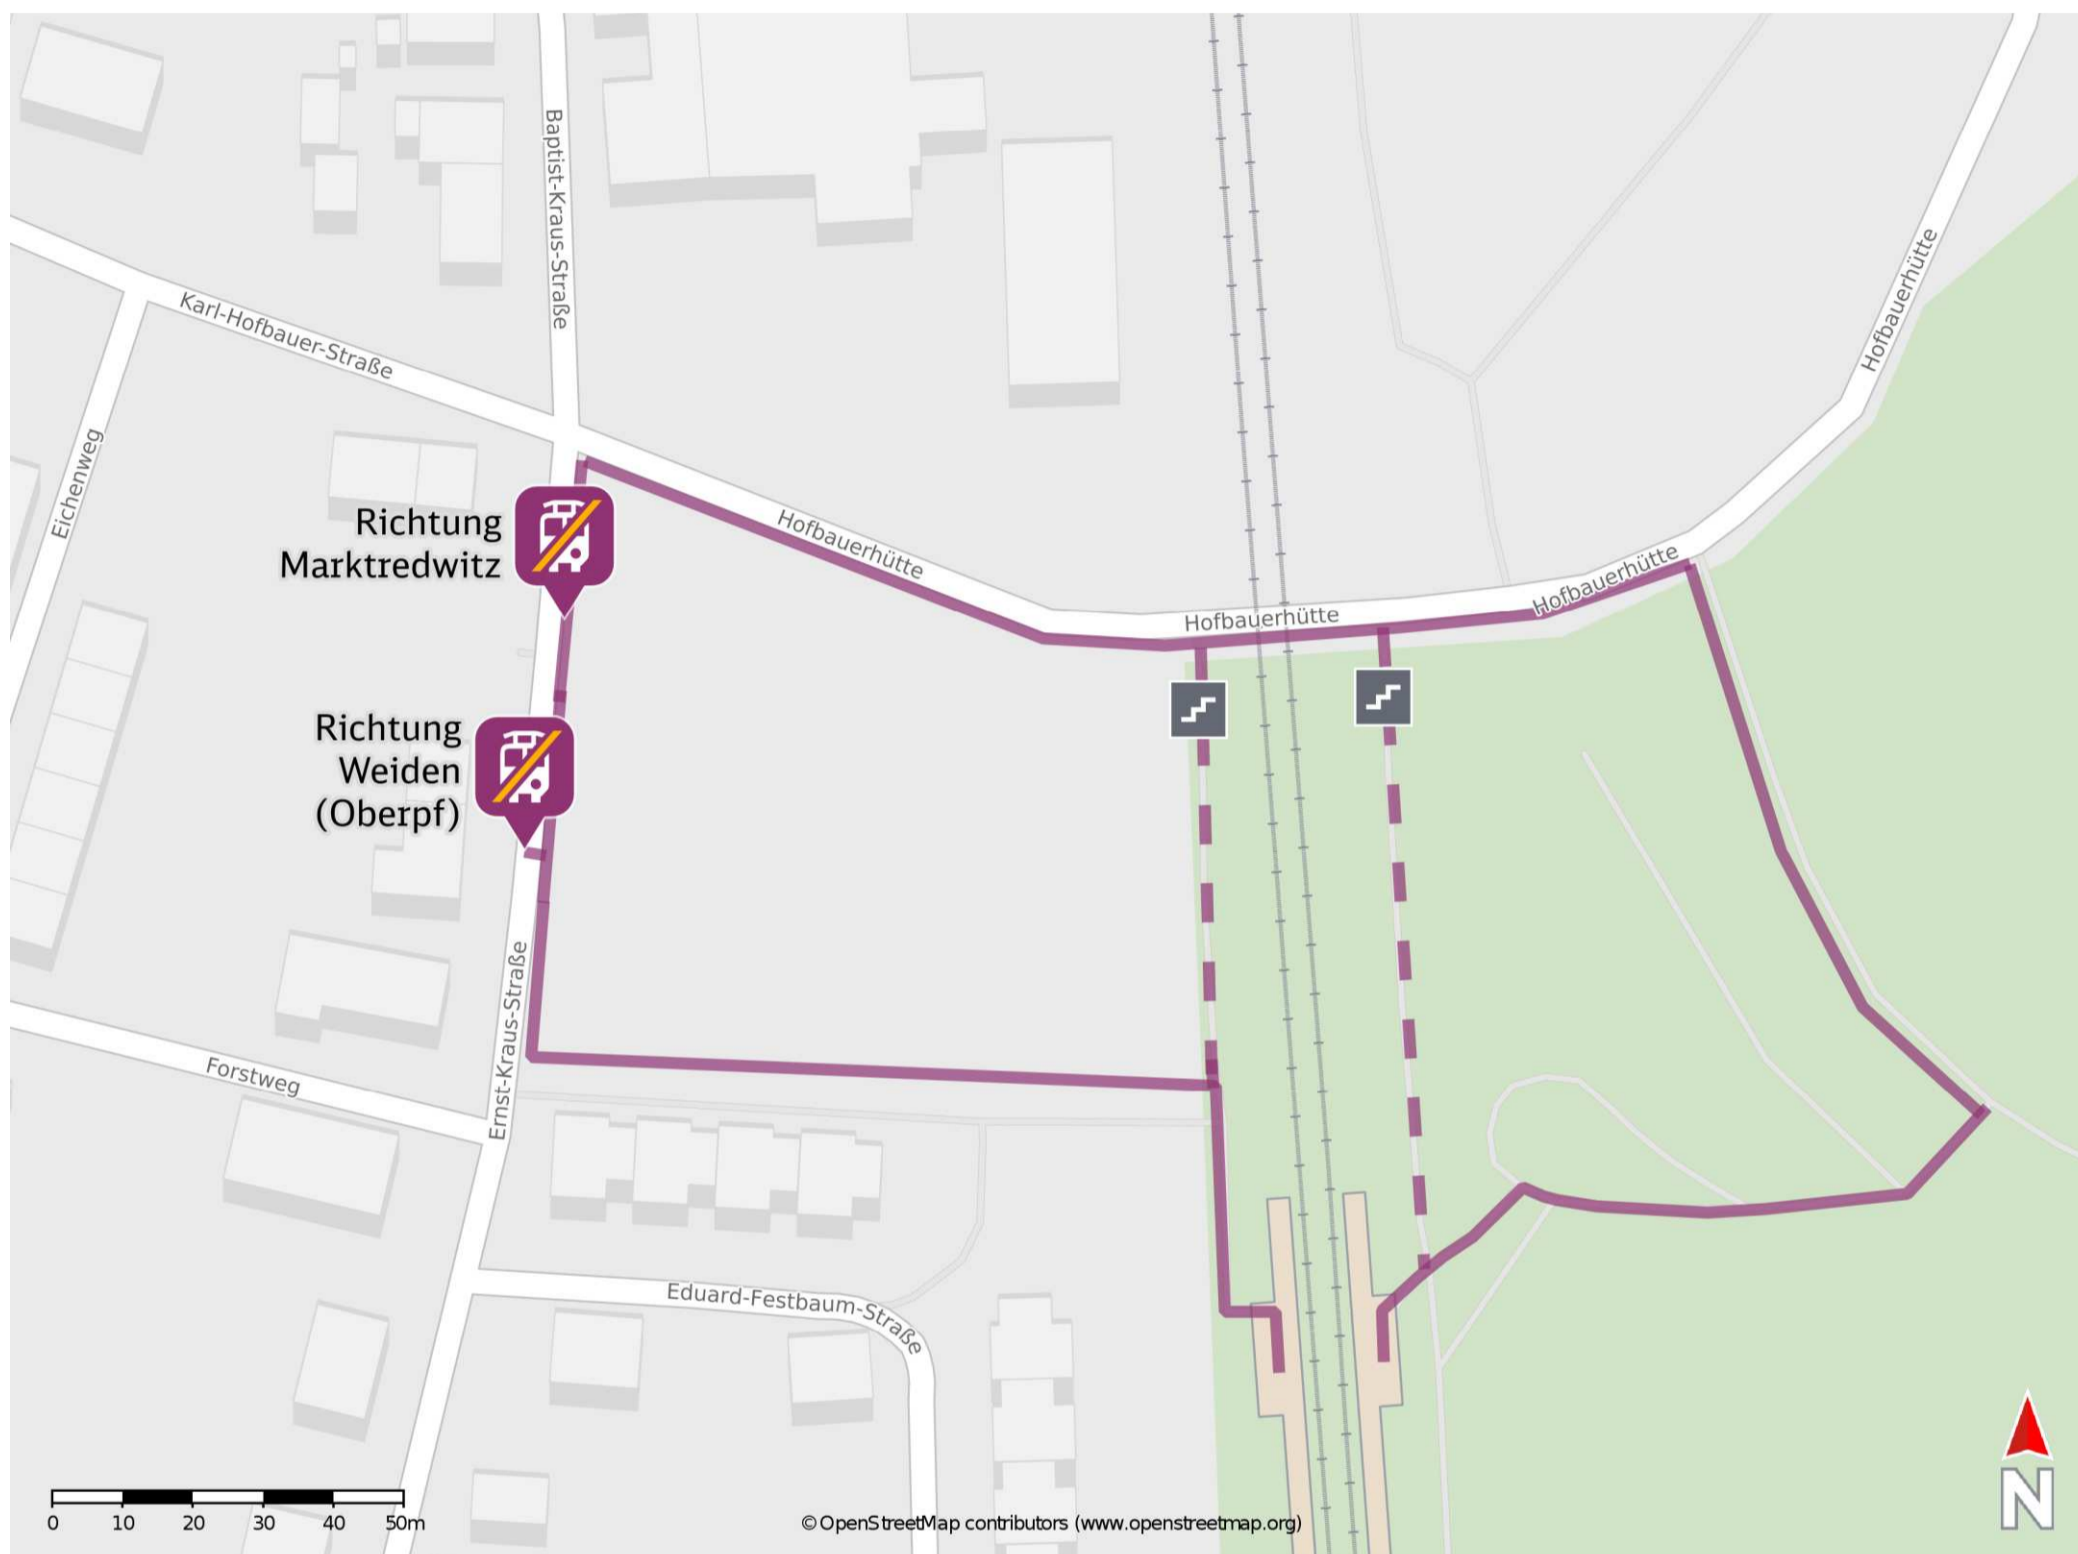 Baptist-Kraus-Straße
Hofbauerhütte
Karl-Hofbauer-Straße
Eichenweg
Richtung
Marktredwitz
Hofbauerhütte
Hofbauerhütte
Hofbauerhütte
Richtung
Weiden
(Oberpf)
Ernst-Kraus-Straße
Forstweg
Eduard-Festbaum-Straße
0 10 20 30 40 50m
© OpenStreetMap contributors (www.openstreetmap.org)
N